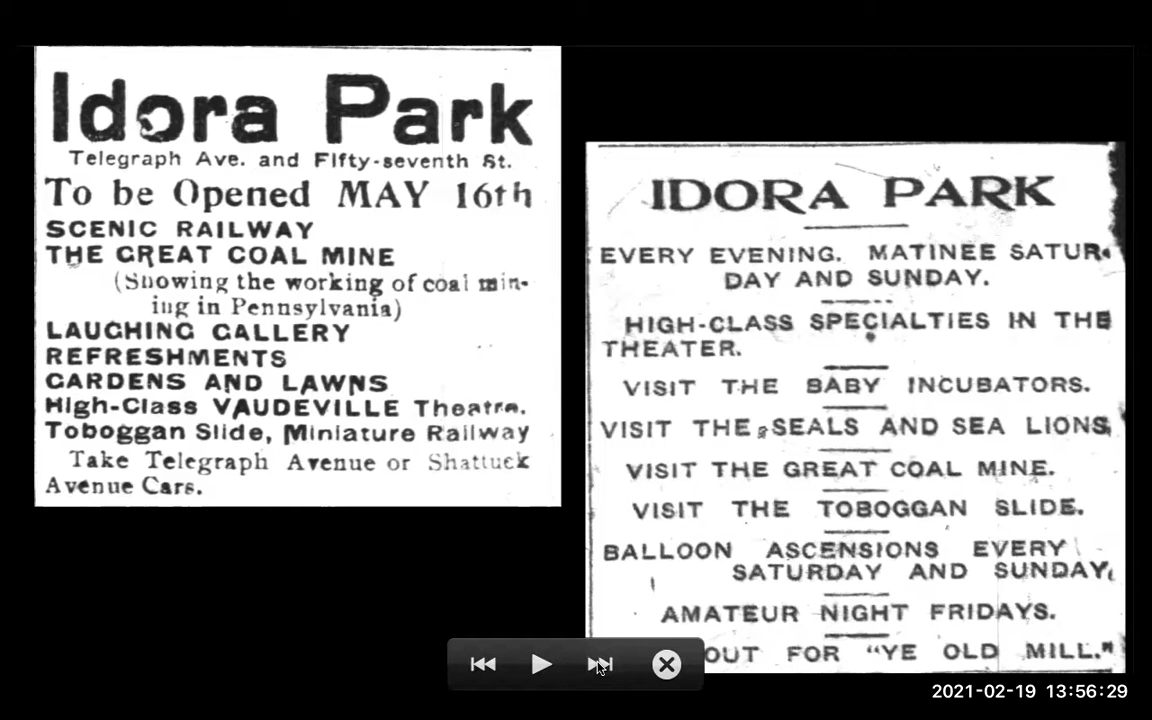 Idora Park
Telegraph Ave. and Fifty-seventh St.
To be Opened MAY 16th
SCENIC RAILWAY
THE GREAT COAL MINE
(Showing the working of coal min-
ing in Pennsylvania)
LAUGHING GALLERY
REFRESHMENTS
GARDENS AND LAWNS
High-Class VAUDEVILLE Theatre.
Toboggan Slide, Miniature Railway
Take Telegraph Avenue or Shattuck
Avenue Cars.
IDORA PARK
EVERY EVENING. MATINEE SATUR-
DAY AND SUNDAY.
HIGH-CLASS SPECIALTIES IN THE
THEATER.
VISIT THE BABY INCUBATORS.
VISIT THE SEALS AND SEA LIONS
VISIT THE GREAT COAL MINE.
VISIT THE TOBOGGAN SLIDE.
BALLOON ASCENSIONS EVERY
SATURDAY AND SUNDAY.
AMATEUR NIGHT FRIDAYS.
OUT FOR "YE OLD MILL."
2021-02-19 13:56:29